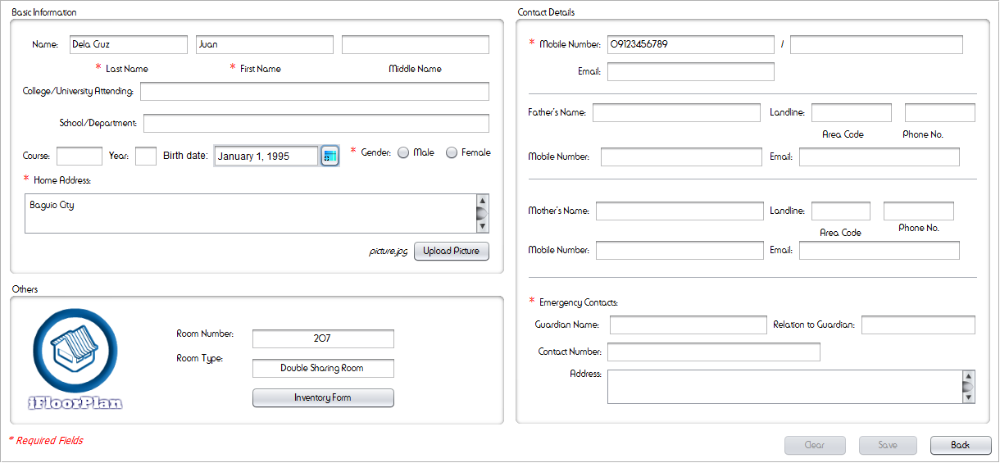 Basic Information
Name: Dela Cruz Juan
* Last Name * First Name Middle Name
College/University Attending:
School/Department:
Course: Year: Birth date: January 1, 1995 * Gender: Male Female
* Home Address:
Baguio City
picture.jpg Upload Picture
Others
iFloorPlan
Room Number: 207
Room Type: Double Sharing Room
Inventory Form
* Required Fields
Contact Details
* Mobile Number: 09123456789 /
Email:
Father's Name: Landline:
Area Code Phone No.
Mobile Number: Email:
Mother's Name: Landline:
Area Code Phone No.
Mobile Number: Email:
* Emergency Contacts:
Guardian Name: Relation to Guardian:
Contact Number:
Address:
Clear Save Back